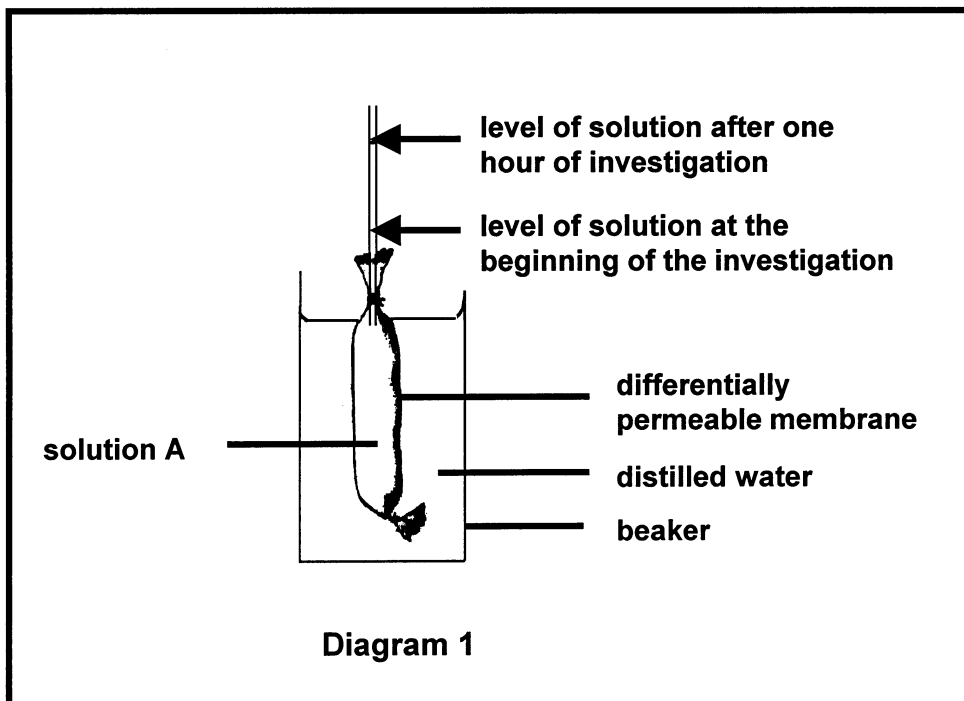 level of solution after one
hour of investigation
level of solution at the
beginning of the investigation
differentially
permeable membrane
solution A
distilled water
beaker
Diagram 1